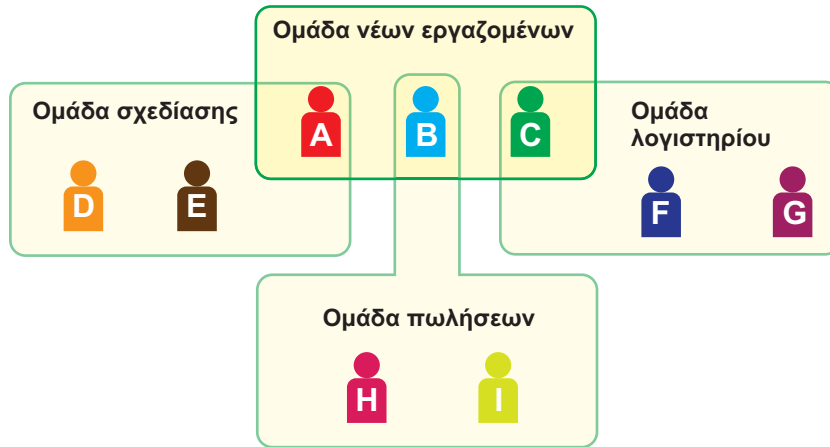 Ομάδα νέων εργαζομένων
Ομάδα σχεδίασης
A
B
C
Ομάδα
λογιστηρίου
D
E
F
G
Ομάδα πωλήσεων
H
I